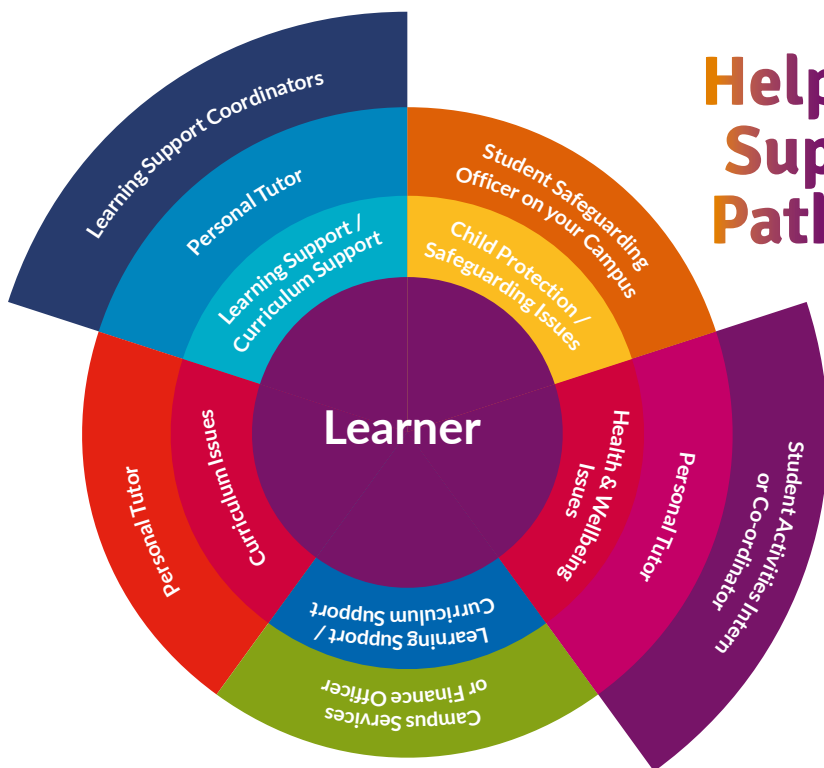 Help
Sup
Path
Learning Support Coordinators
Personal Tutor
Learning Support /
Curriculum Support
Student Safeguarding
Officer on your Campus
Child Protection /
Safeguarding Issues
Learner
Health & Wellbeing
Issues
Personal Tutor
Student Activities Intern
or Co-ordinator
Learning Support /
Curriculum Support
Campus Services
or Finance Officer
Curriculum Issues
Personal Tutor